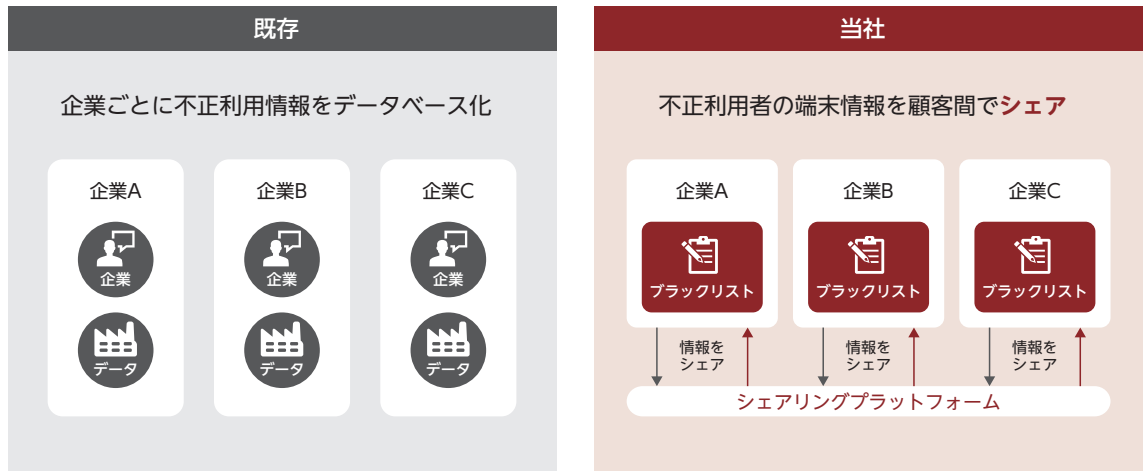 既存
企業ごとに不正利用情報をデータベース化
企業A
企業B
企業C
企業
企業
企業
データ
データ
データ
当社
不正利用者の端末情報を顧客間でシェア
企業A
企業B
企業C
ブラックリスト
ブラックリスト
ブラックリスト
情報を
シェア
情報を
シェア
情報を
シェア
シェアリングプラットフォーム